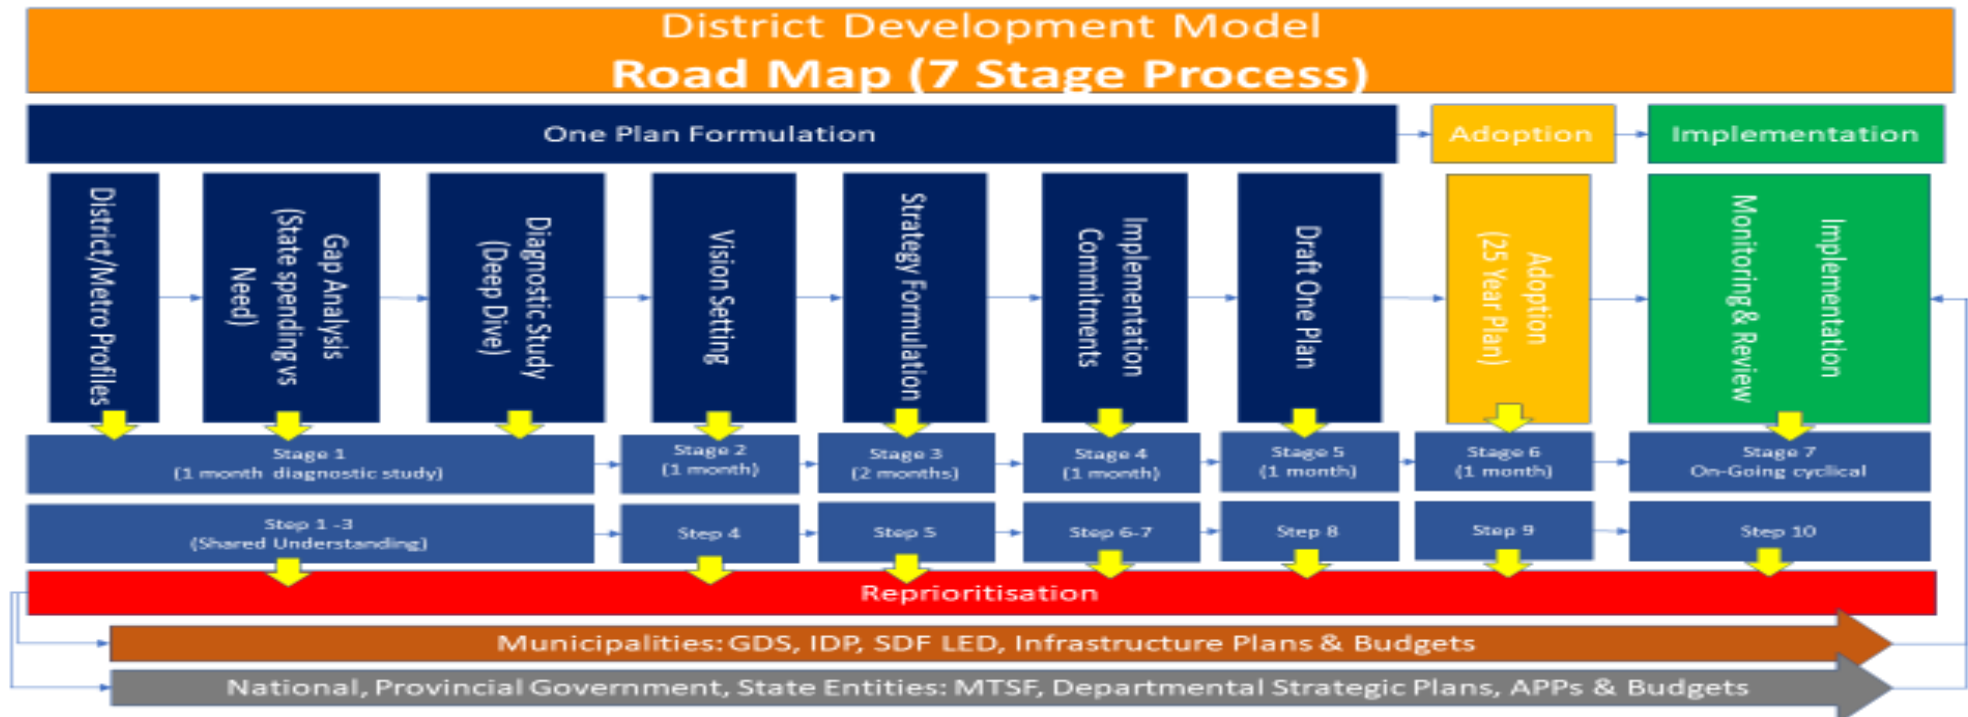 District Development Model
Road Map (7 Stage Process)
One Plan Formulation
Adoption
Implementation
District/Metro Profiles
Gap Analysis
(State spending vs
Need)
Diagnostic Study
(Deep Dive)
Vision Setting
Strategy Formulation
Implementation
Commitments
Draft One Plan
Adoption
(25 Year Plan)
Implementation
Monitoring & Review
Stage 1
(1 month diagnostic study)
Stage 2
(1 month)
Stage 3
(2 months)
Stage 4
(1 month)
Stage 5
(1 month)
Stage 6
(1 month)
Stage 7
On-Going cyclical
Step 1 -3
(Shared Understanding)
Step 4
Step 5
Step 6-7
Step 8
Step 9
Step 10
Reprioritisation
Municipalities: GDS, IDP, SDF LED, Infrastructure Plans & Budgets
National, Provincial Government, State Entities: MTSF, Departmental Strategic Plans, APPs & Budgets